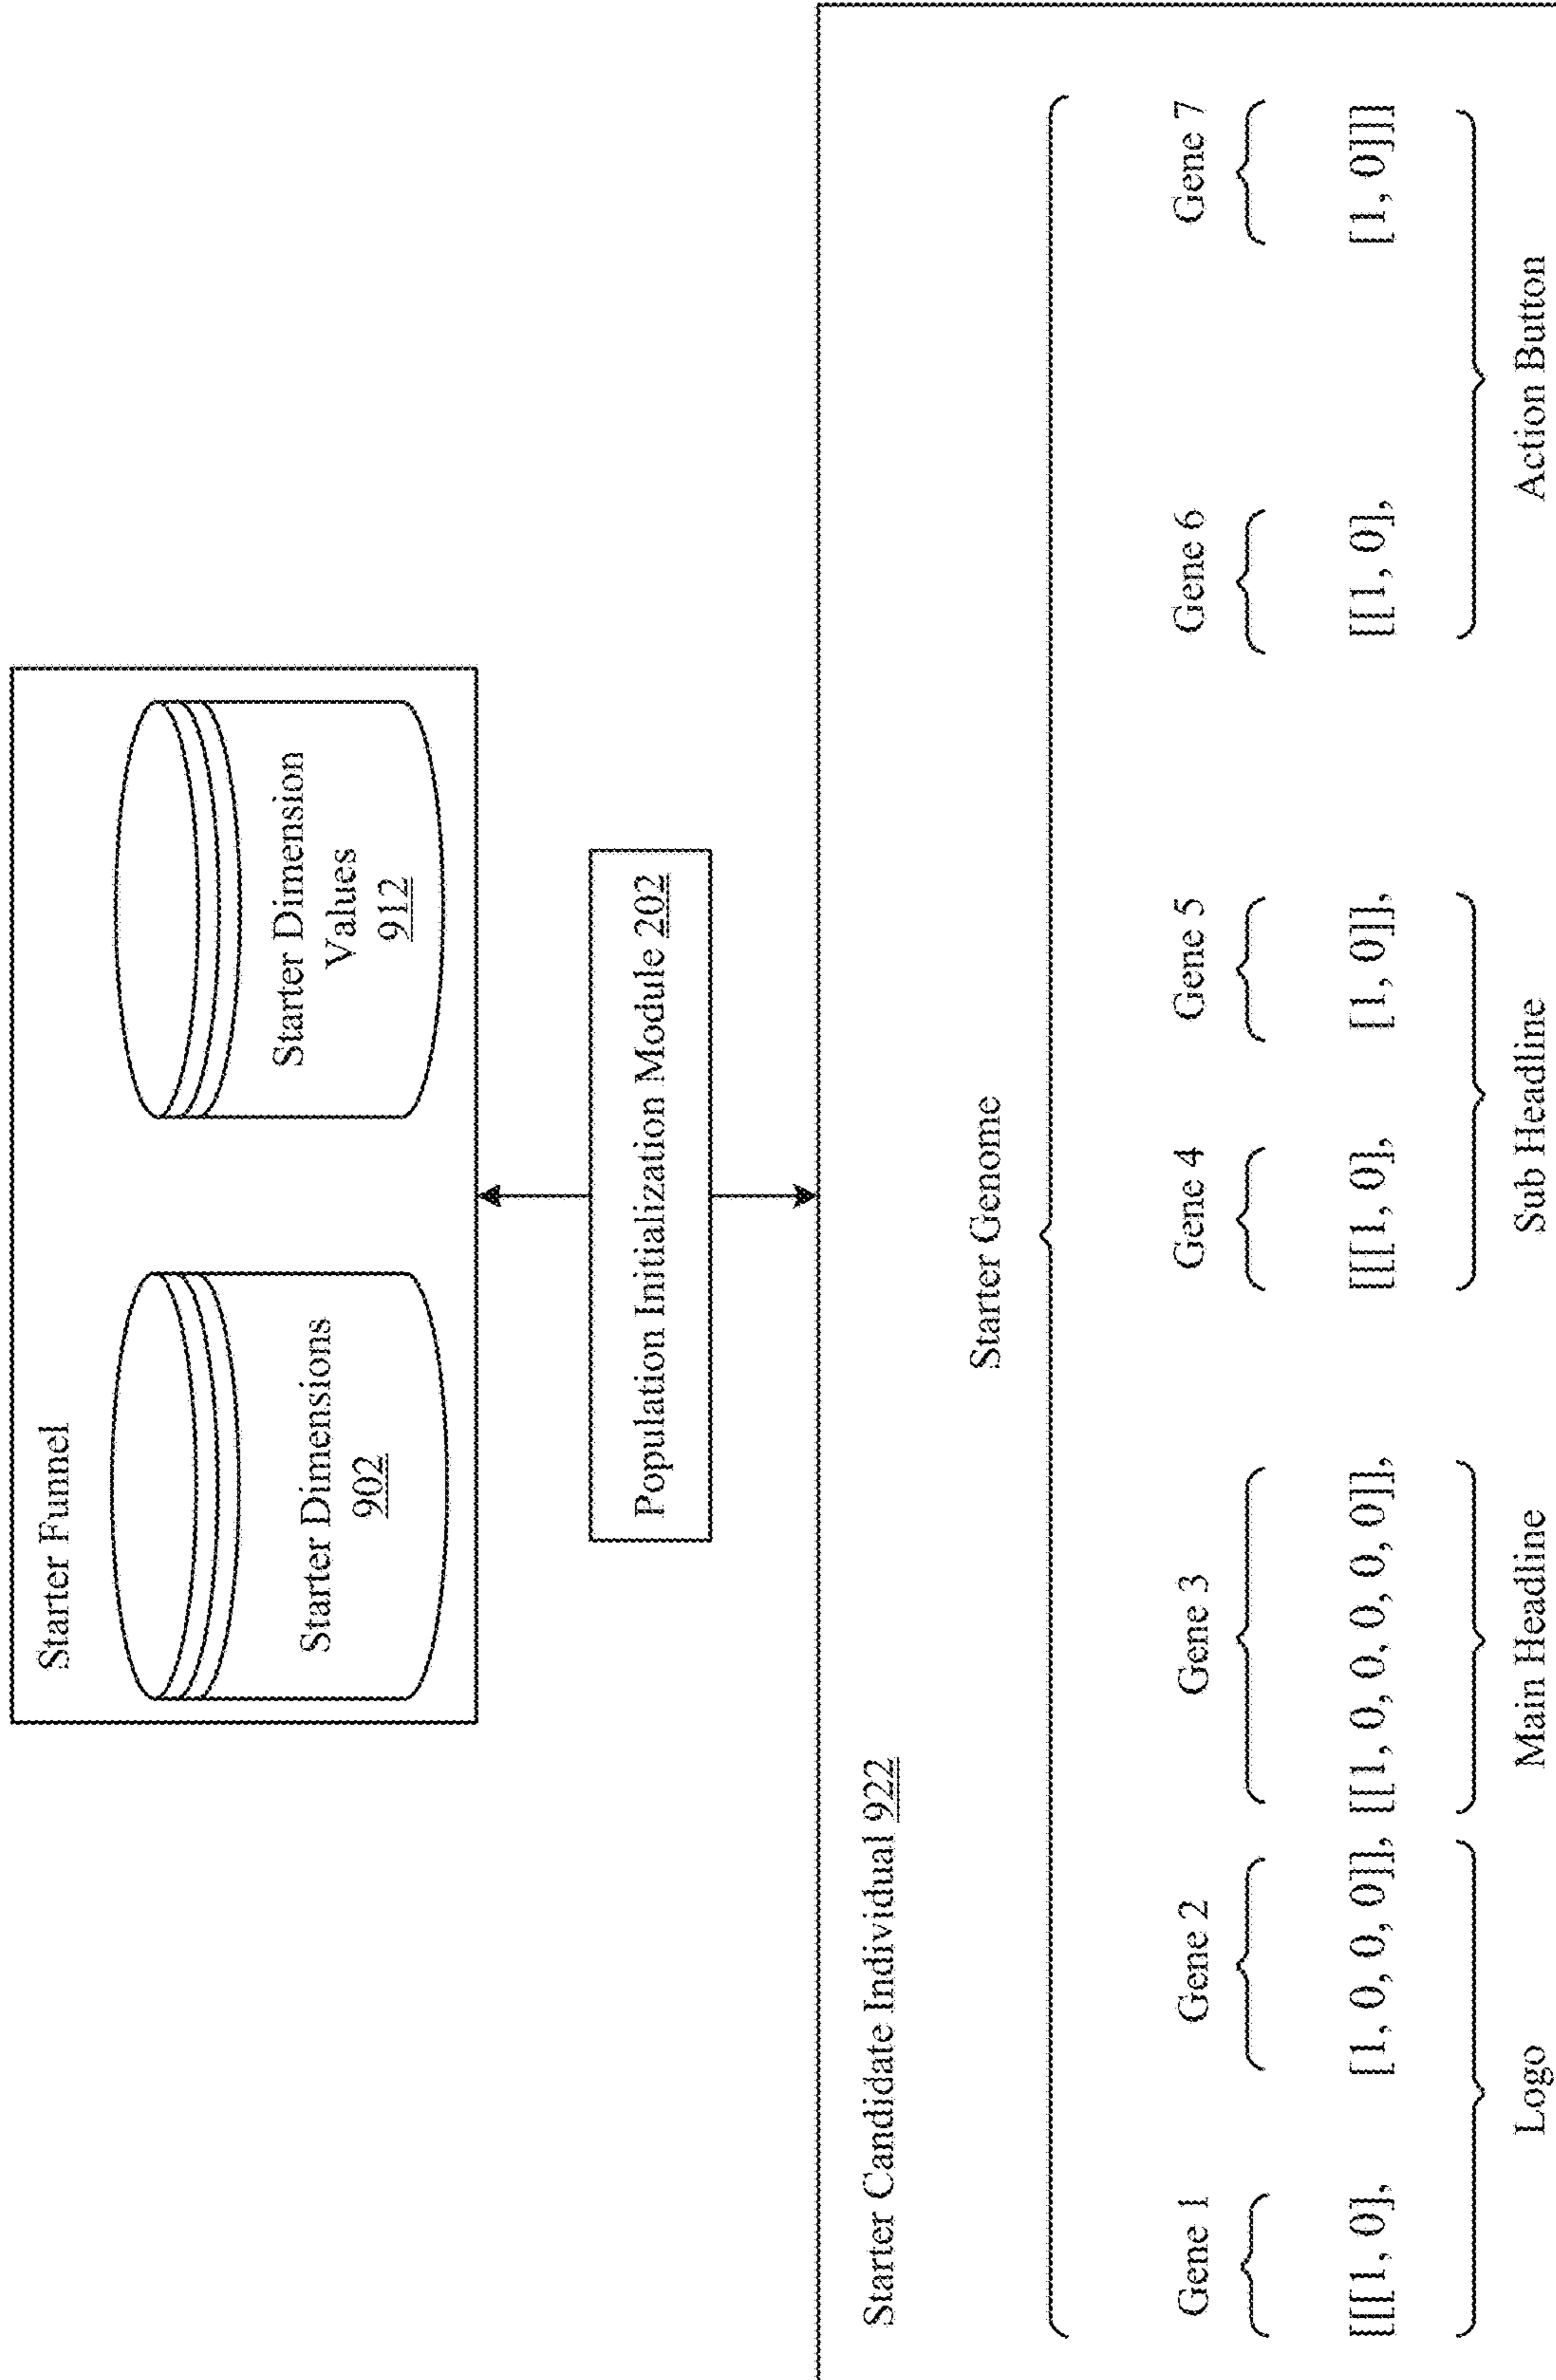 Starter Funnel
Starter Dimensions
902
Starter Dimension
Values
912
Population Initialization Module 202
Starter Candidate Individual 922
Starter Genome
Gene 1 Gene 2 Gene 3 Gene 4 Gene 5 Gene 6 Gene 7
[[[[1, 0], [1, 0, 0, 0]], [[1, 0, 0, 0, 0, 0]], [[[1, 0], [1, 0]], [[1, 0], [1, 0]]]
Logo Main Headline Sub Headline Action Button